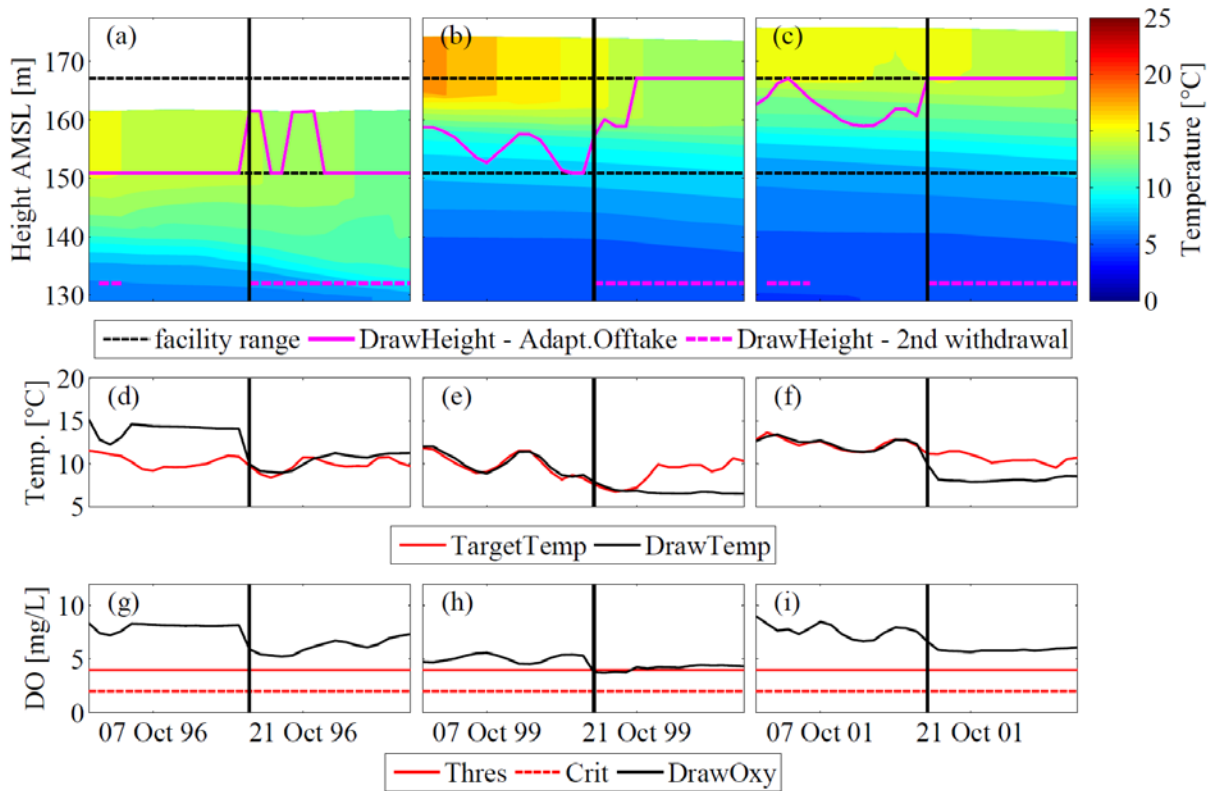 (a) (b) (c)
Height AMSL [m]
170
160
150
140
130
25
20
15
10
5
0
Temperature [°C]
facility range DrawHeight - Adapt.Offtake DrawHeight - 2nd withdrawal
(d) (e) (f)
Temp. [°C]
20
15
10
5
TargetTemp DrawTemp
(g) (h) (i)
DO [mg/L]
10
5
0
07 Oct 96 21 Oct 96 07 Oct 99 21 Oct 99 07 Oct 01 21 Oct 01
Thres Crit DrawOxy